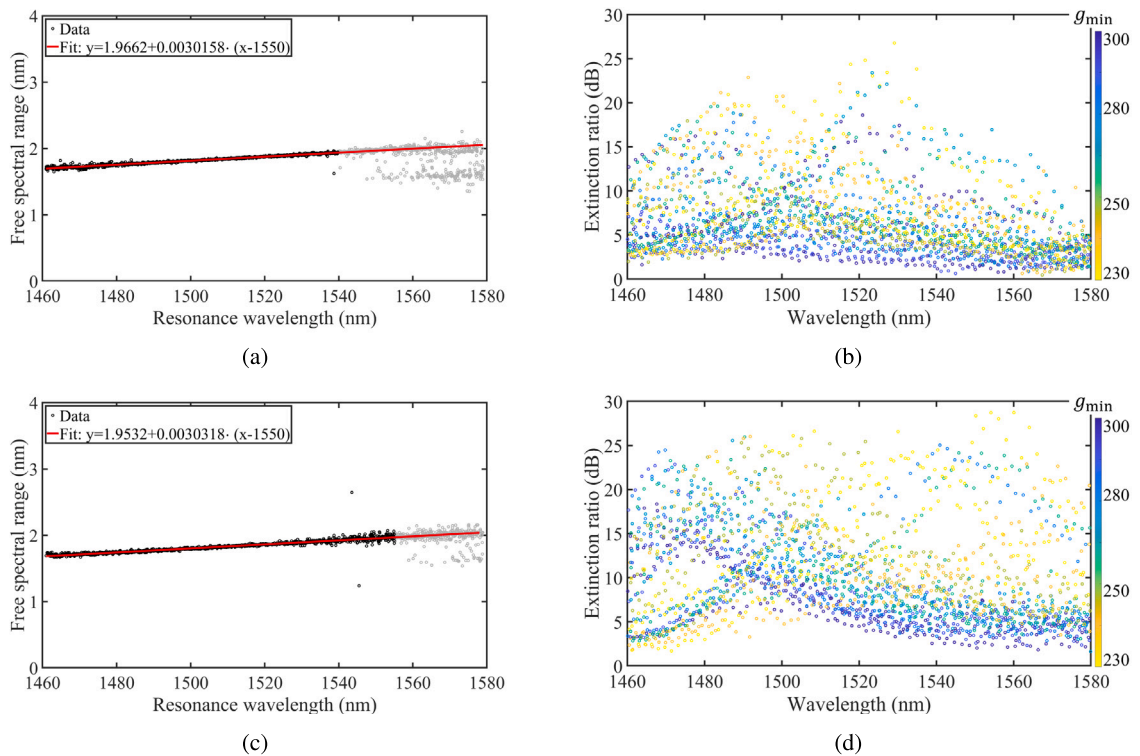 4
Data
Fit: y=1.9662+0.0030158· (x-1550)
3
2
1
0
Free spectral range (nm)
1460 1480 1500 1520 1540 1560 1580
Resonance wavelength (nm)
(a)
30
25
20
15
10
5
0
Extinction ratio (dB)
1460 1480 1500 1520 1540 1560 1580
Wavelength (nm)
g_min
300
280
250
230
(b)
4
Data
Fit: y=1.9532+0.0030318· (x-1550)
3
2
1
0
Free spectral range (nm)
1460 1480 1500 1520 1540 1560 1580
Resonance wavelength (nm)
(c)
30
25
20
15
10
5
0
Extinction ratio (dB)
1460 1480 1500 1520 1540 1560 1580
Wavelength (nm)
g_min
300
280
250
230
(d)